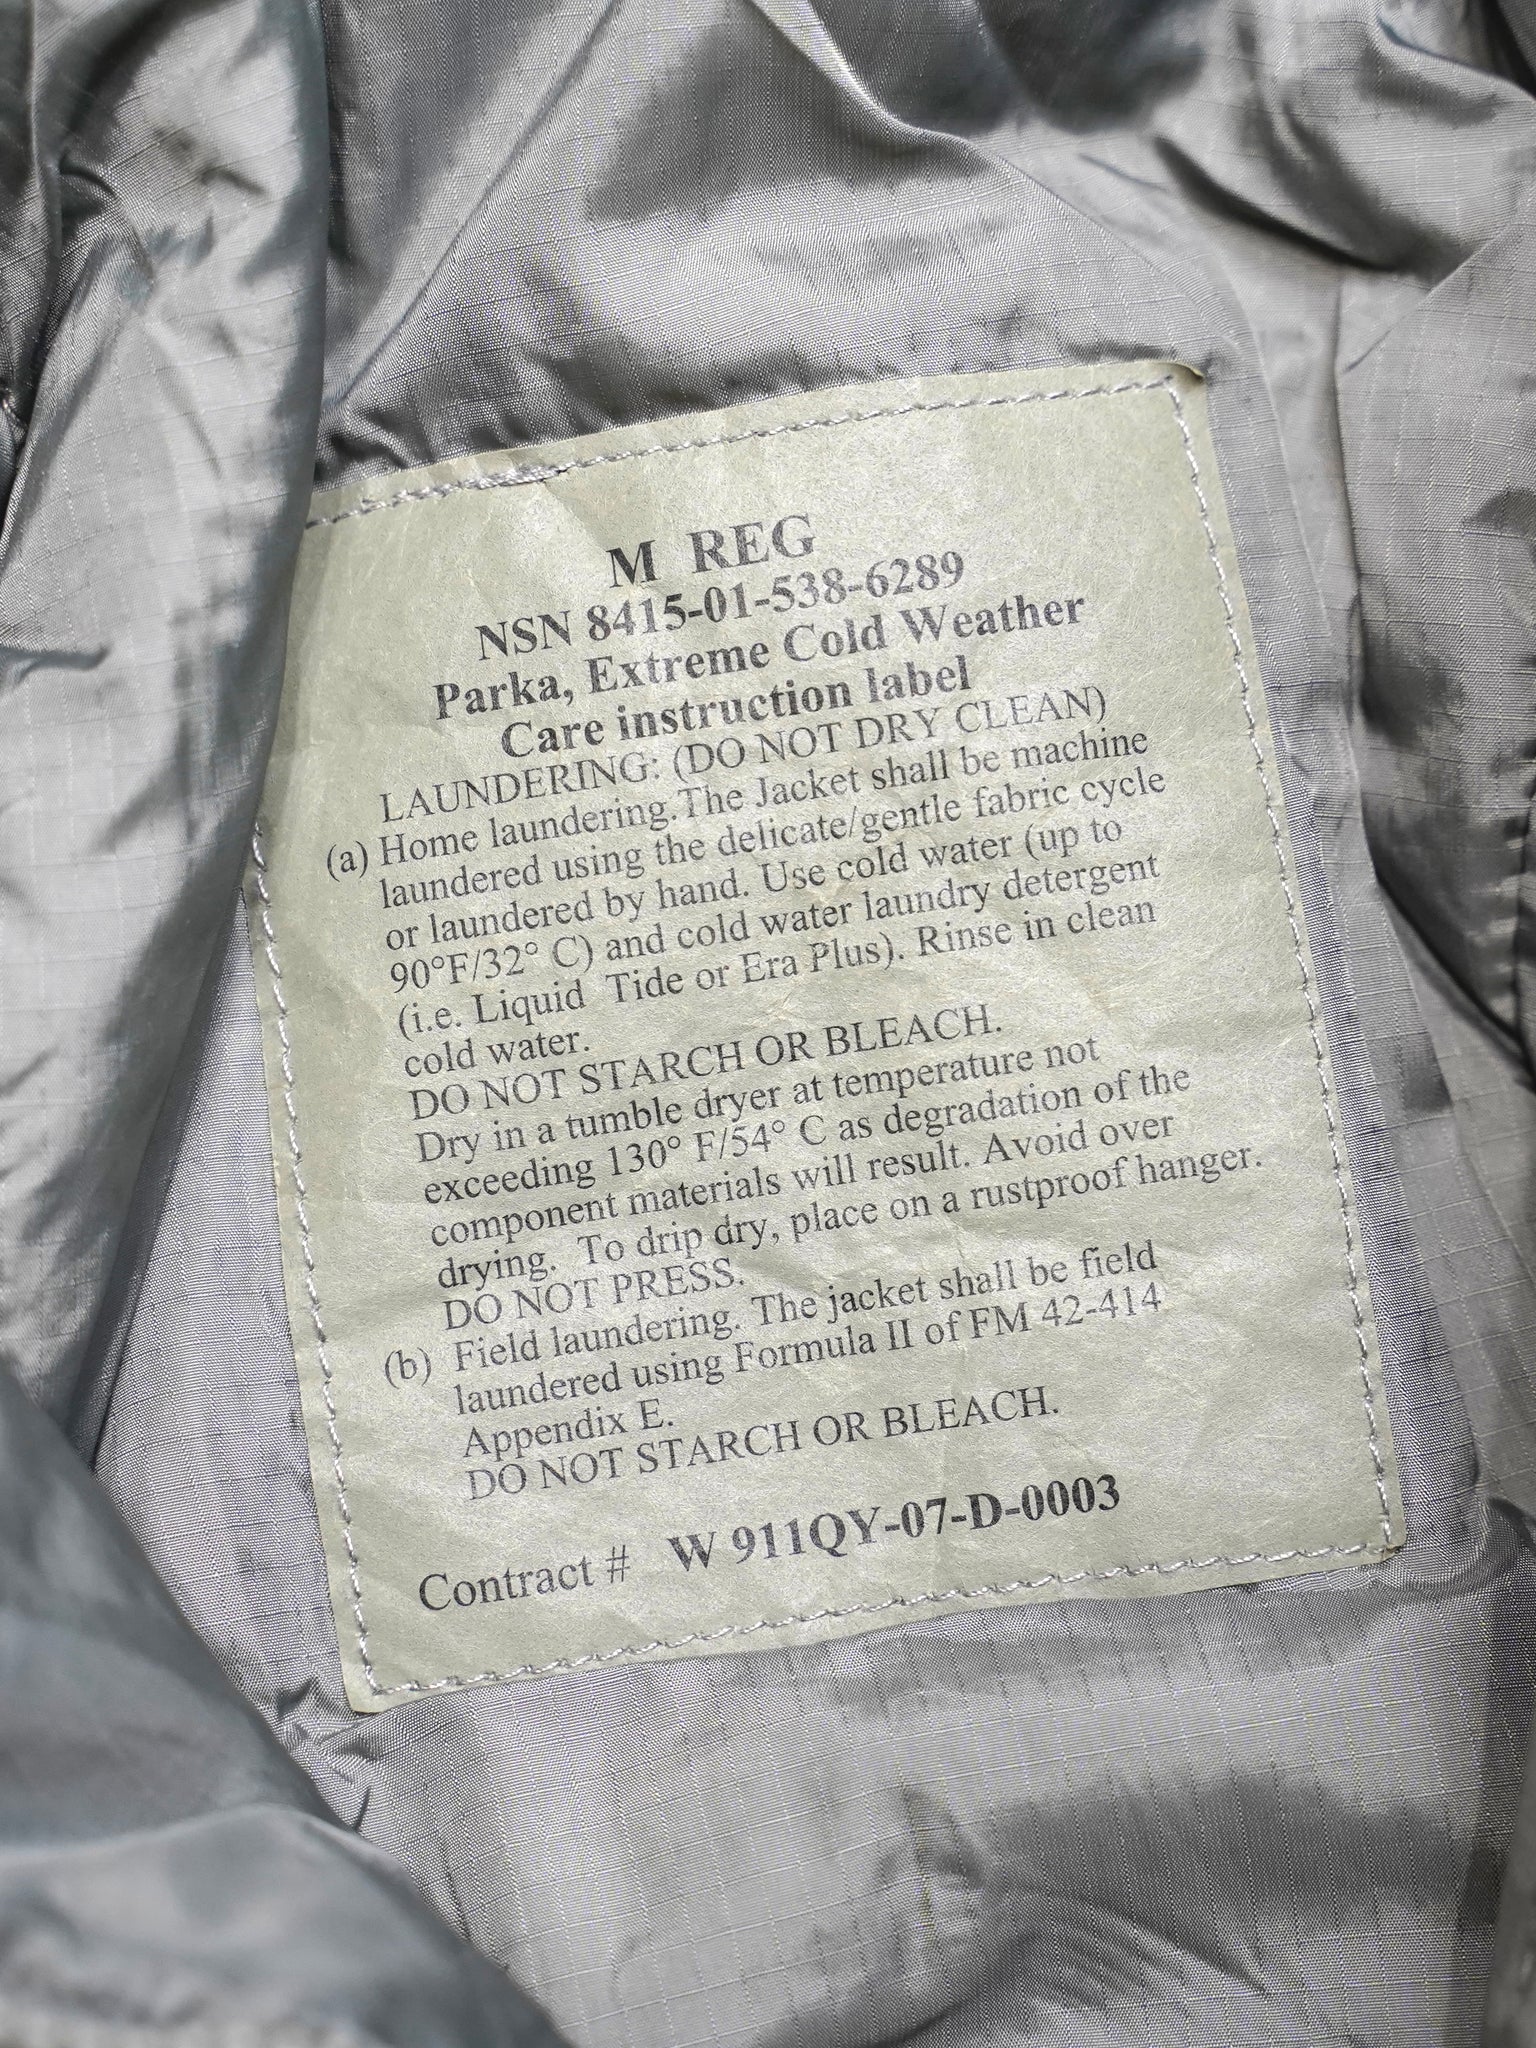 M REG
NSN 8415-01-538-6289
Parka, Extreme Cold Weather
Care instruction label
LAUNDERING: (DO NOT DRY CLEAN)
(a) Home laundering.The Jacket shall be machine
laundered using the delicate/gentle fabric cycle
or laundered by hand. Use cold water (up to
90°F/32° C) and cold water laundry detergent
(i.e. Liquid Tide or Era Plus). Rinse in clean
cold water.
DO NOT STARCH OR BLEACH.
Dry in a tumble dryer at temperature not
exceeding 130° F/54° C as degradation of the
component materials will result. Avoid over
drying. To drip dry, place on a rustproof hanger.
DO NOT PRESS.
(b) Field laundering. The jacket shall be field
laundered using Formula II of FM 42-414
Appendix E.
DO NOT STARCH OR BLEACH.
Contract # W 911QY-07-D-0003